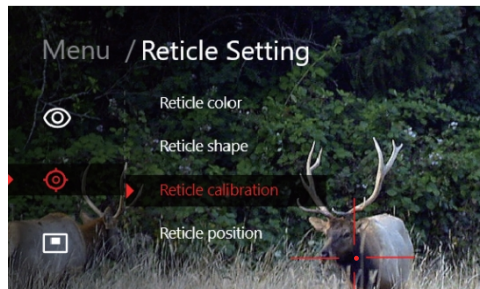 Menu / Reticle Setting
Reticle color
Reticle shape
Reticle calibration
Reticle position